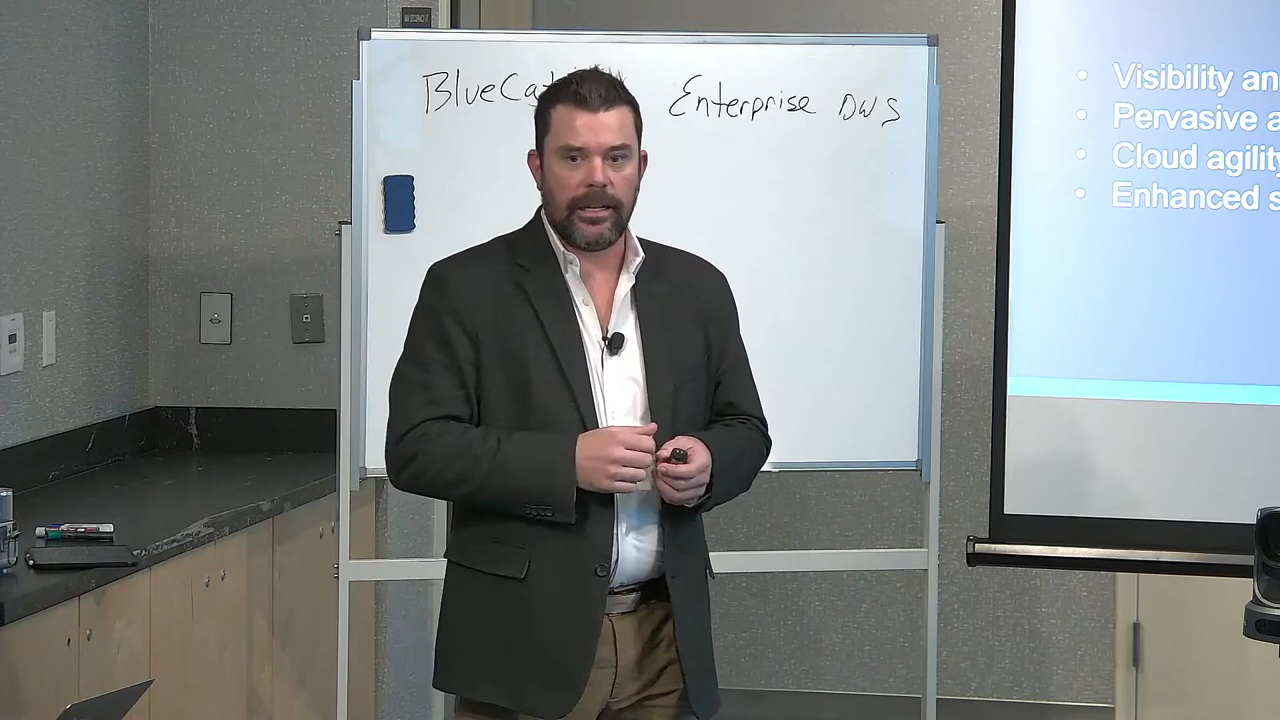 BlueCat Enterprise DNS
Visibility an
Pervasive a
Cloud agility
Enhanced s